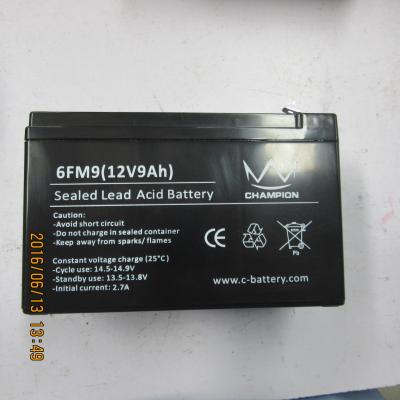 6FM9(12V9Ah)
Sealed Lead Acid Battery
CHAMPION
Caution:
-Avoid short circuit
-Do not charge in sealed container
-Keep away from sparks/ flames
Constant voltage charge (25°C)
-Cycle use: 14.5-14.9V
-Standby use: 13.5-13.8V
-Initial current: 2.7A
CE
Pb
www.c-battery.com
2016/06/13 13:49